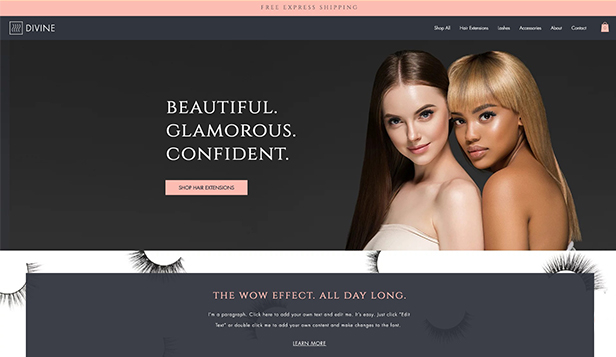 FREE EXPRESS SHIPPING
DIVINE
Shop All Hair Extensions Lashes Accessories About Contact
BEAUTIFUL.
GLAMOROUS.
CONFIDENT.
SHOP HAIR EXTENSIONS
THE WOW EFFECT. ALL DAY LONG.
I'm a paragraph. Click here to add your own text and edit me. It's easy. Just click "Edit
Text" or double click me to add your own content and make changes to the font.
LEARN MORE